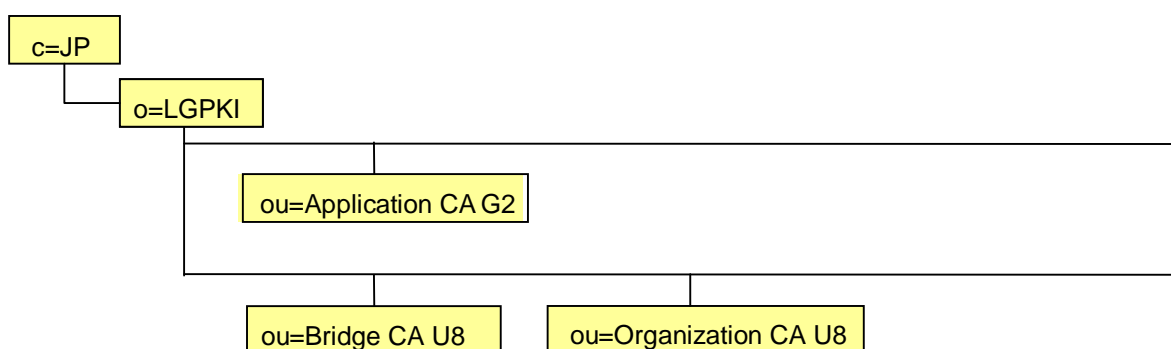 c=JP
o=LGPKI
ou=Application CA G2
ou=Bridge CA U8
ou=Organization CA U8